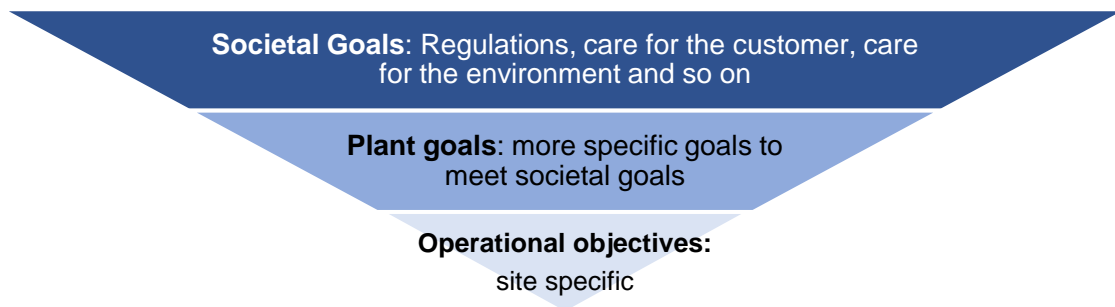 Societal Goals: Regulations, care for the customer, care
for the environment and so on
Plant goals: more specific goals to
meet societal goals
Operational objectives:
site specific